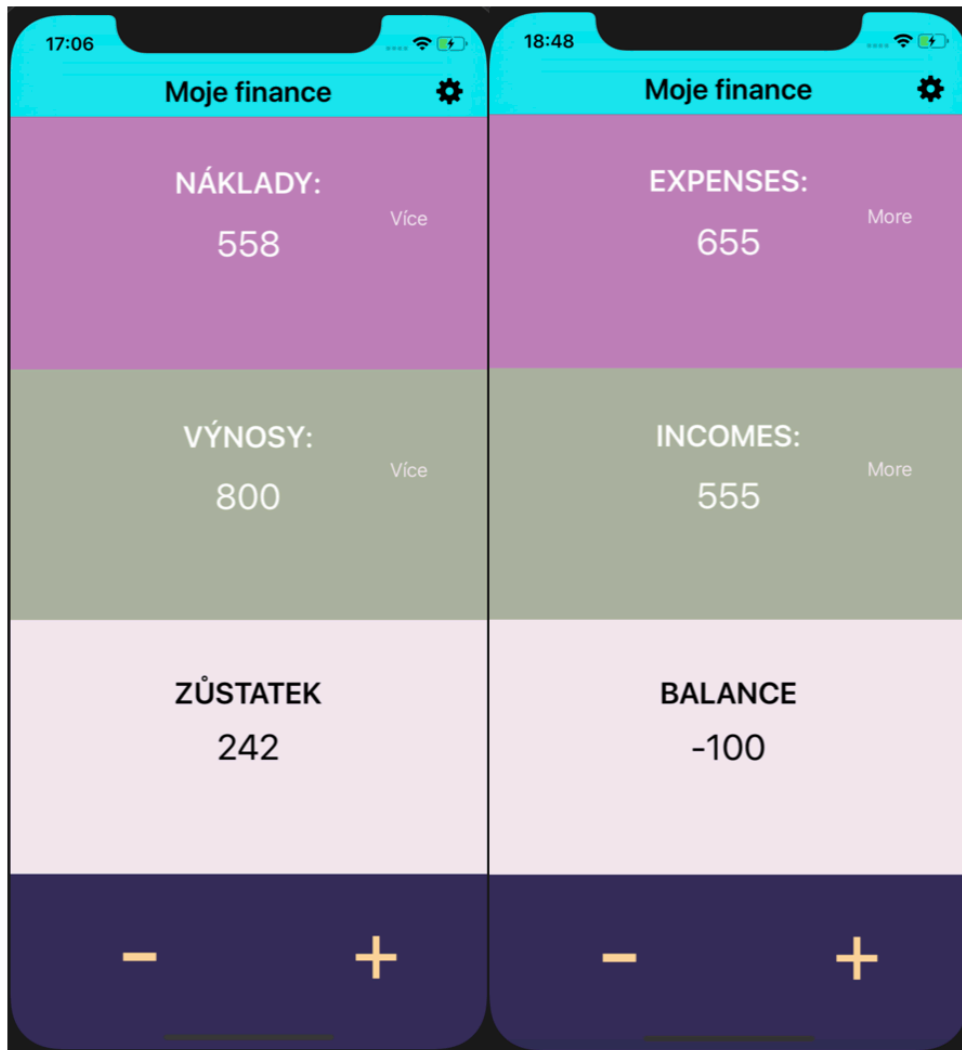 17:06
Moje finance
NÁKLADY:
Více
558
VÝNOSY:
Více
800
ZŮSTATEK
242
− +
18:48
Moje finance
EXPENSES:
More
655
INCOMES:
More
555
BALANCE
-100
− +